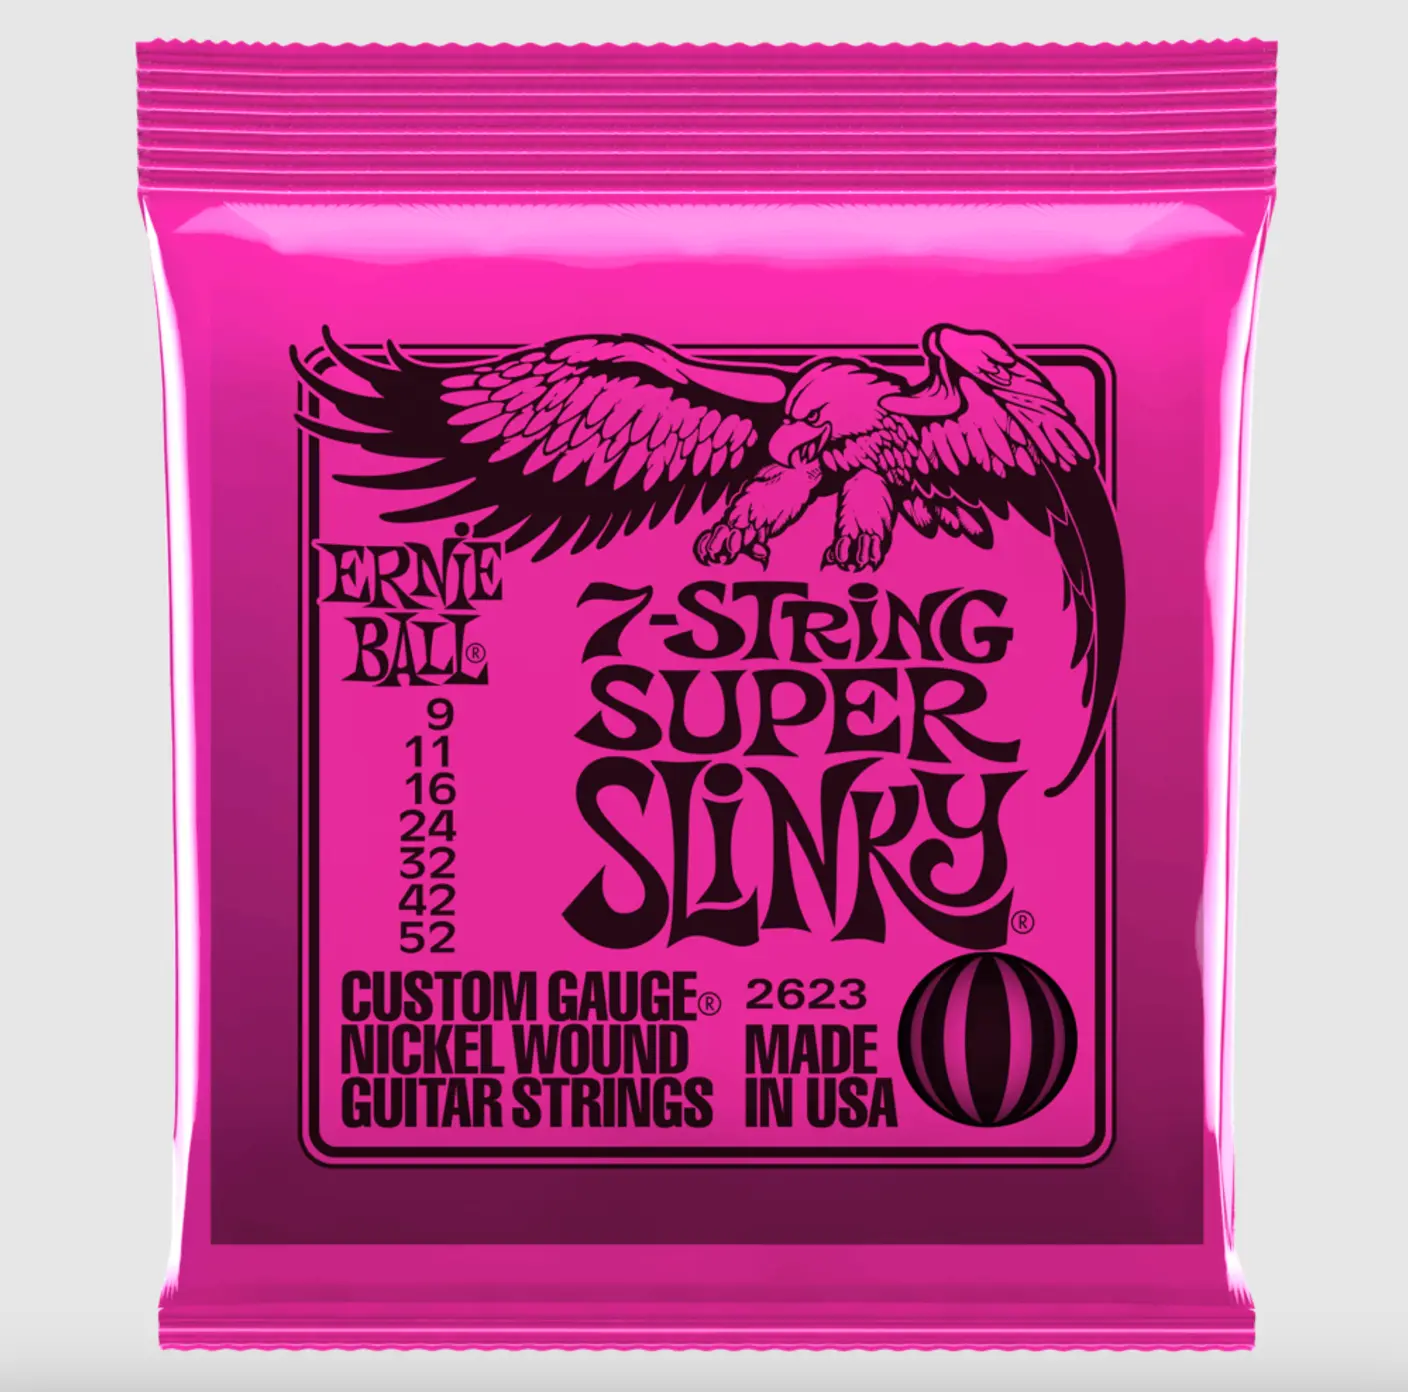 ERNiE
BALL®
9
11
16
24
32
42
52
7-STRiNG
SUPER
SLiNKY®
CUSTOM GAUGE®
NICKEL WOUND
GUITAR STRINGS
2623
MADE
IN USA